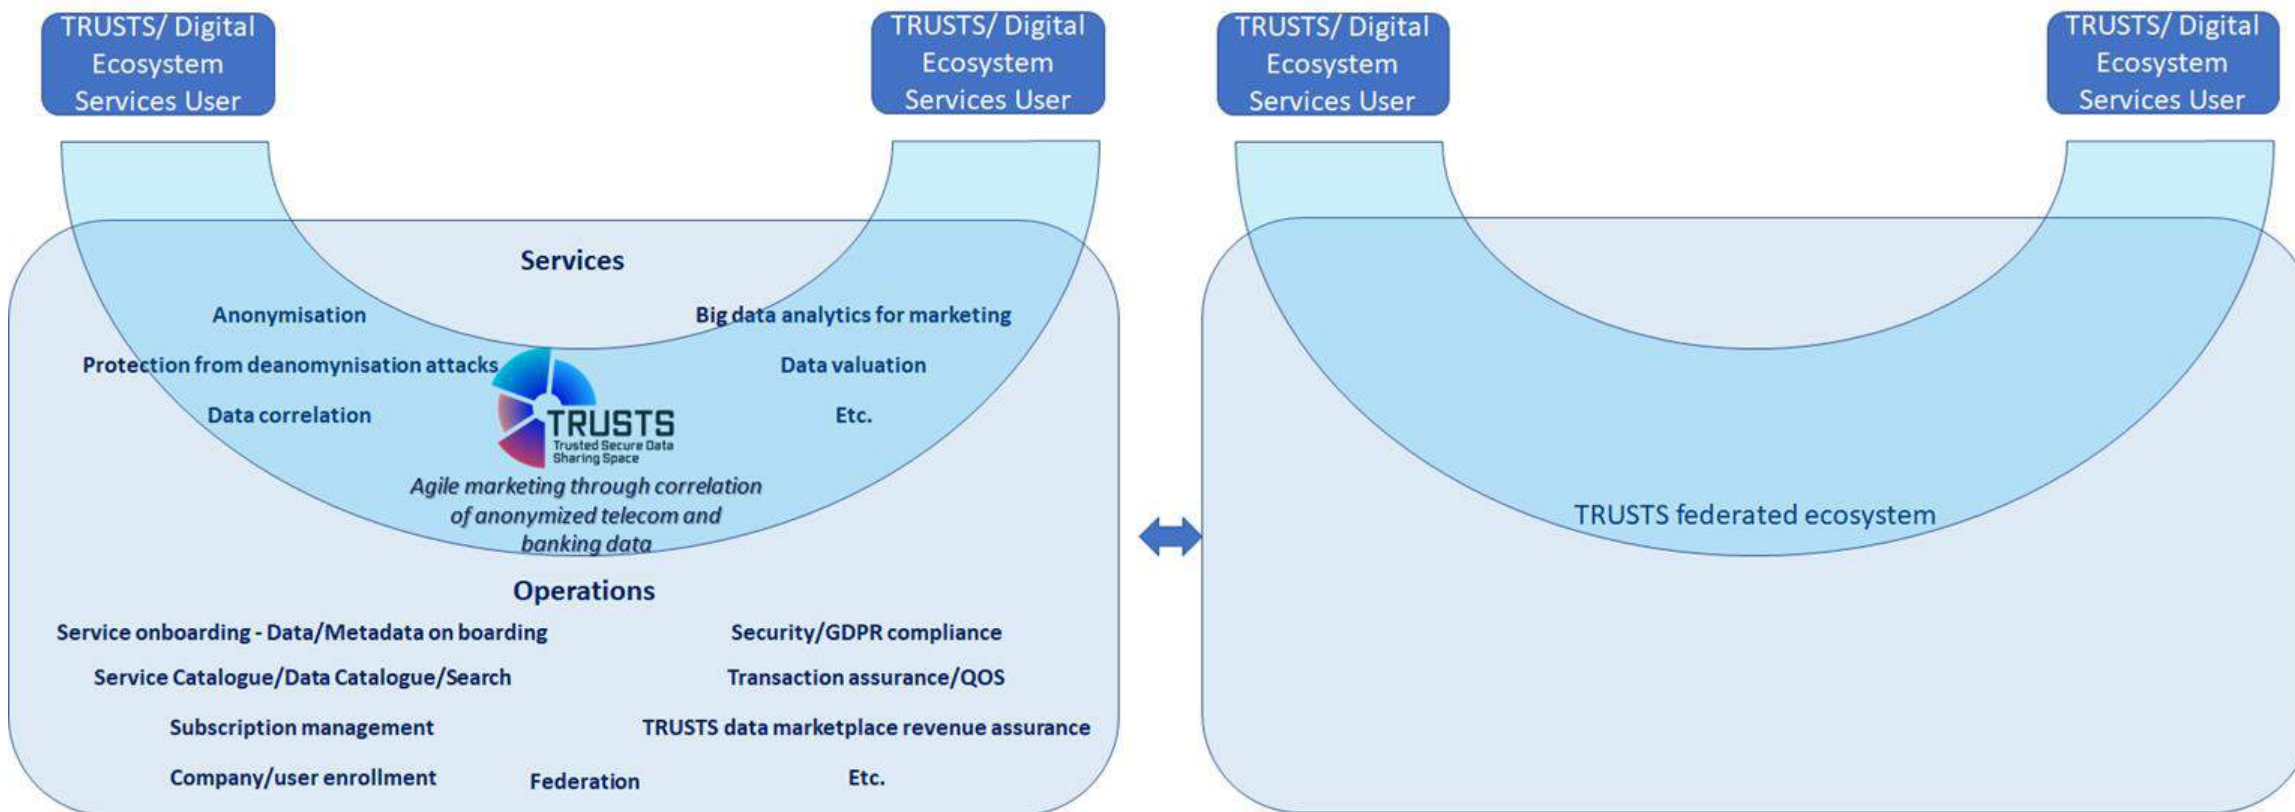 TRUSTS/ Digital
Ecosystem
Services User
TRUSTS/ Digital
Ecosystem
Services User
TRUSTS/ Digital
Ecosystem
Services User
TRUSTS/ Digital
Ecosystem
Services User
Services
Anonymisation
Big data analytics for marketing
Protection from deanomynisation attacks
Data valuation
Data correlation
Etc.
TRUSTS
Trusted Secure Data
Sharing Space
Agile marketing through correlation
of anonymized telecom and
banking data
Operations
Service onboarding - Data/Metadata on boarding
Security/GDPR compliance
Service Catalogue/Data Catalogue/Search
Transaction assurance/QOS
Subscription management
TRUSTS data marketplace revenue assurance
Company/user enrollment
Federation
Etc.
TRUSTS federated ecosystem